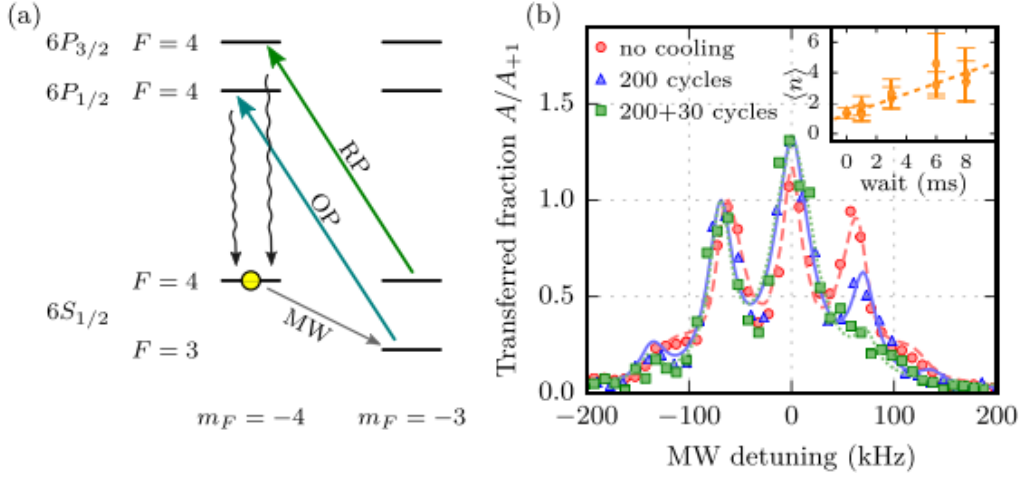 (a)
6P3/2 F = 4
6P1/2 F = 4
RP
OP
F = 4
6S1/2
MW
F = 3
mF = −4 mF = −3
(b)
Transferred fraction A/A+1
1.5
1.0
0.5
0.0
no cooling
200 cycles
200+30 cycles
⟨n⟩
6
4
2
0
0 2 4 6 8
wait (ms)
−200 −100 0 100 200
MW detuning (kHz)